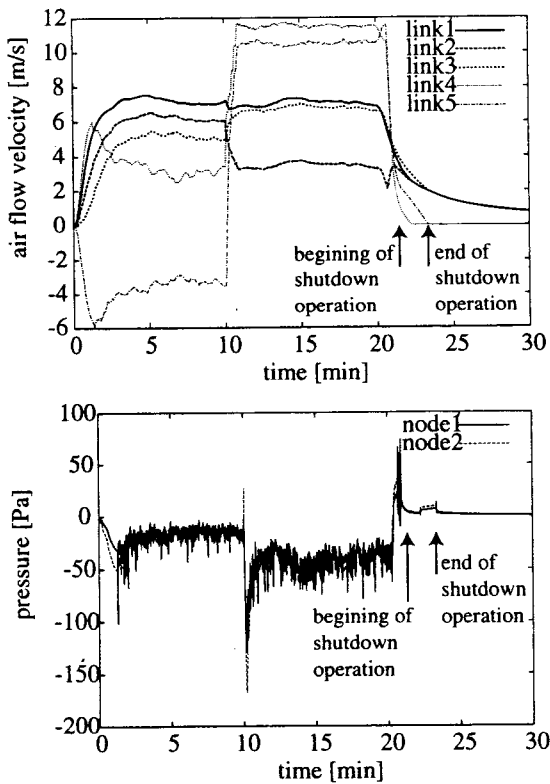 12
10
8
6
4
2
0
-2
-4
-6
air flow velocity [m/s]
link1
link2
link3
link4
link5
begining of
shutdown
operation
end of
shutdown
operation
0
5
10
15
20
25
30
time [min]
100
50
0
-50
-100
-150
-200
pressure [Pa]
node1
node2
begining of
shutdown
operation
end of
shutdown
operation
0
5
10
15
20
25
30
time [min]